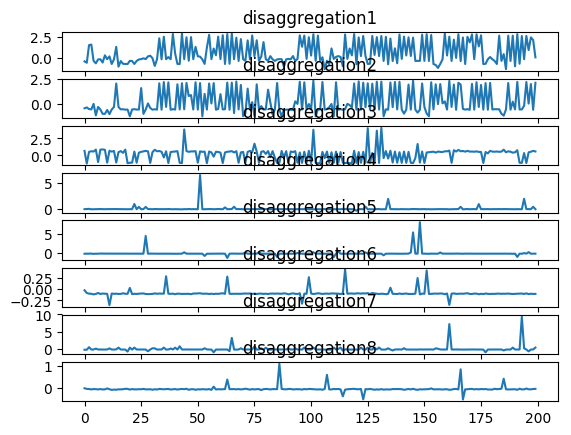 disaggregation1
2.5
0.0
disaggregation2
2.5
0.0
disaggregation3
2.5
0.0
disaggregation4
5
0
disaggregation5
5
0
disaggregation6
0.25
0.00
−0.25
disaggregation7
10
5
0
disaggregation8
1
0
0 25 50 75 100 125 150 175 200